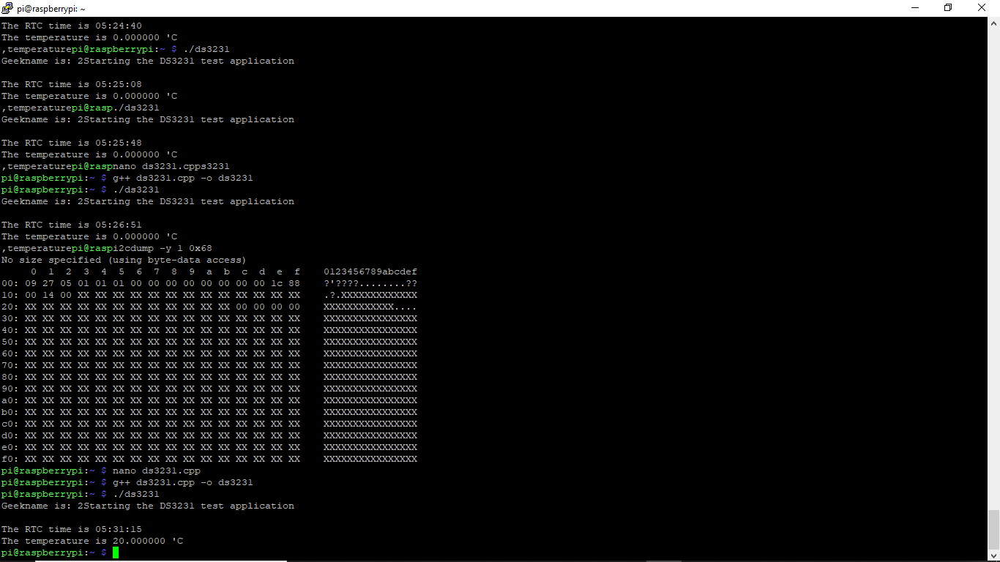 pi@raspberrypi: ~
The RTC time is 05:24:40
The temperature is 0.000000 'C
,temperaturepi@raspberrypi:~ $ ./ds3231
Geekname is: 2Starting the DS3231 test application
The RTC time is 05:25:08
The temperature is 0.000000 'C
,temperaturepi@rasp./ds3231
Geekname is: 2Starting the DS3231 test application
The RTC time is 05:25:48
The temperature is 0.000000 'C
,temperaturepi@raspnano ds3231.cpps3231
pi@raspberrypi:~ $ g++ ds3231.cpp -o ds3231
pi@raspberrypi:~ $ ./ds3231
Geekname is: 2Starting the DS3231 test application
The RTC time is 05:26:51
The temperature is 0.000000 'C
,temperaturepi@raspi2cdump -y 1 0x68
No size specified (using byte-data access)
     0  1  2  3  4  5  6  7  8  9  a  b  c  d  e  f    0123456789abcdef
00: 09 27 05 01 01 01 00 00 00 00 00 00 00 00 1c 88    ?'????........??
10: 00 14 00 XX XX XX XX XX XX XX XX XX XX XX XX XX    .?.XXXXXXXXXXXXX
20: XX XX XX XX XX XX XX XX XX XX XX XX 00 00 00 00    XXXXXXXXXXXX....
30: XX XX XX XX XX XX XX XX XX XX XX XX XX XX XX XX    XXXXXXXXXXXXXXXX
40: XX XX XX XX XX XX XX XX XX XX XX XX XX XX XX XX    XXXXXXXXXXXXXXXX
50: XX XX XX XX XX XX XX XX XX XX XX XX XX XX XX XX    XXXXXXXXXXXXXXXX
60: XX XX XX XX XX XX XX XX XX XX XX XX XX XX XX XX    XXXXXXXXXXXXXXXX
70: XX XX XX XX XX XX XX XX XX XX XX XX XX XX XX XX    XXXXXXXXXXXXXXXX
80: XX XX XX XX XX XX XX XX XX XX XX XX XX XX XX XX    XXXXXXXXXXXXXXXX
90: XX XX XX XX XX XX XX XX XX XX XX XX XX XX XX XX    XXXXXXXXXXXXXXXX
a0: XX XX XX XX XX XX XX XX XX XX XX XX XX XX XX XX    XXXXXXXXXXXXXXXX
b0: XX XX XX XX XX XX XX XX XX XX XX XX XX XX XX XX    XXXXXXXXXXXXXXXX
c0: XX XX XX XX XX XX XX XX XX XX XX XX XX XX XX XX    XXXXXXXXXXXXXXXX
d0: XX XX XX XX XX XX XX XX XX XX XX XX XX XX XX XX    XXXXXXXXXXXXXXXX
e0: XX XX XX XX XX XX XX XX XX XX XX XX XX XX XX XX    XXXXXXXXXXXXXXXX
f0: XX XX XX XX XX XX XX XX XX XX XX XX XX XX XX XX    XXXXXXXXXXXXXXXX
pi@raspberrypi:~ $ nano ds3231.cpp
pi@raspberrypi:~ $ g++ ds3231.cpp -o ds3231
pi@raspberrypi:~ $ ./ds3231
Geekname is: 2Starting the DS3231 test application
The RTC time is 05:31:15
The temperature is 20.000000 'C
pi@raspberrypi:~ $